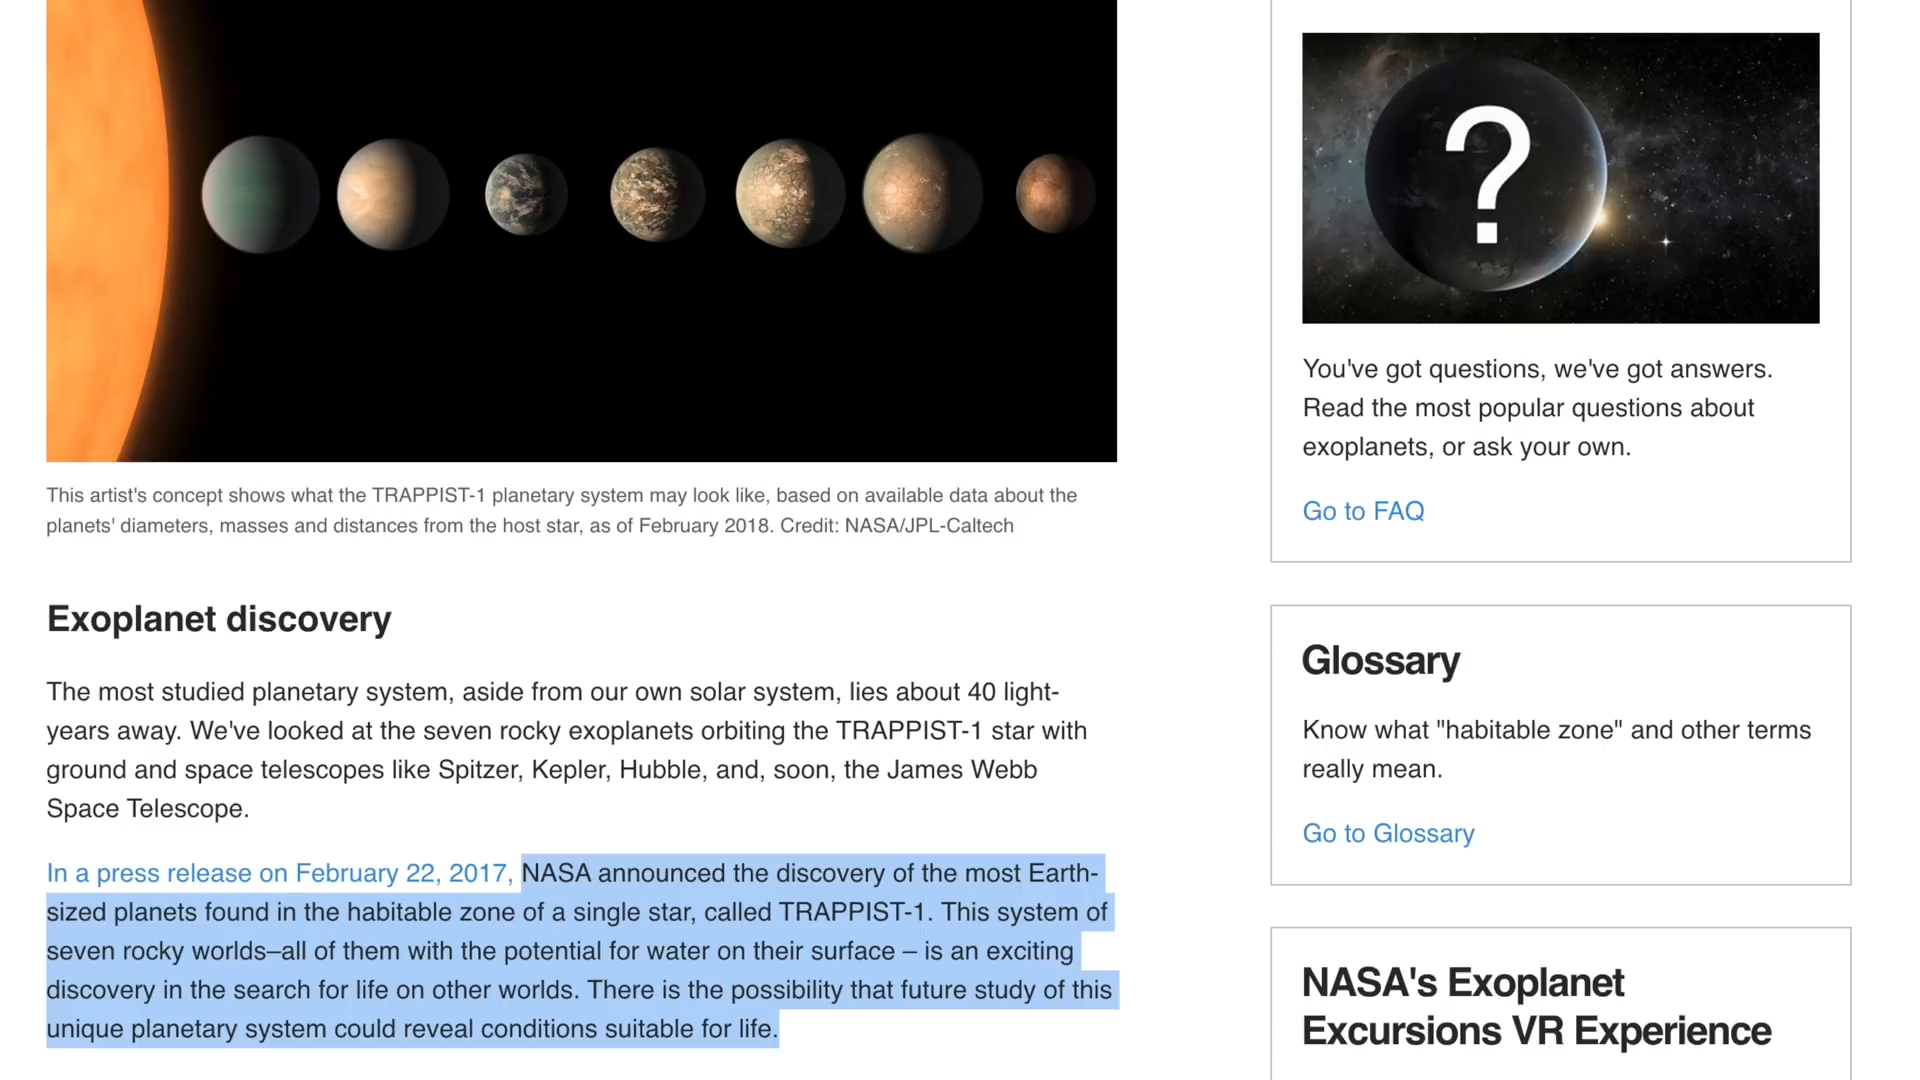 This artist's concept shows what the TRAPPIST-1 planetary system may look like, based on available data about the
planets' diameters, masses and distances from the host star, as of February 2018. Credit: NASA/JPL-Caltech
Exoplanet discovery
The most studied planetary system, aside from our own solar system, lies about 40 light-
years away. We've looked at the seven rocky exoplanets orbiting the TRAPPIST-1 star with
ground and space telescopes like Spitzer, Kepler, Hubble, and, soon, the James Webb
Space Telescope.
In a press release on February 22, 2017, NASA announced the discovery of the most Earth-
sized planets found in the habitable zone of a single star, called TRAPPIST-1. This system of
seven rocky worlds–all of them with the potential for water on their surface – is an exciting
discovery in the search for life on other worlds. There is the possibility that future study of this
unique planetary system could reveal conditions suitable for life.
?
You've got questions, we've got answers.
Read the most popular questions about
exoplanets, or ask your own.
Go to FAQ
Glossary
Know what "habitable zone" and other terms
really mean.
Go to Glossary
NASA's Exoplanet
Excursions VR Experience